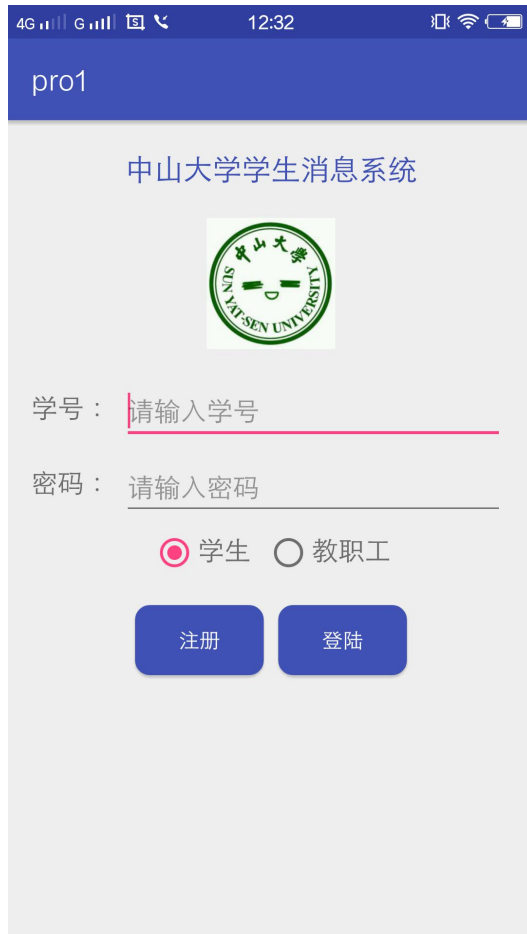 4G G 12:32
pro1
中山大学学生消息系统
中山大学
SUN YAT-SEN UNIVERSITY
学号： 请输入学号
密码： 请输入密码
学生 教职工
注册 登陆